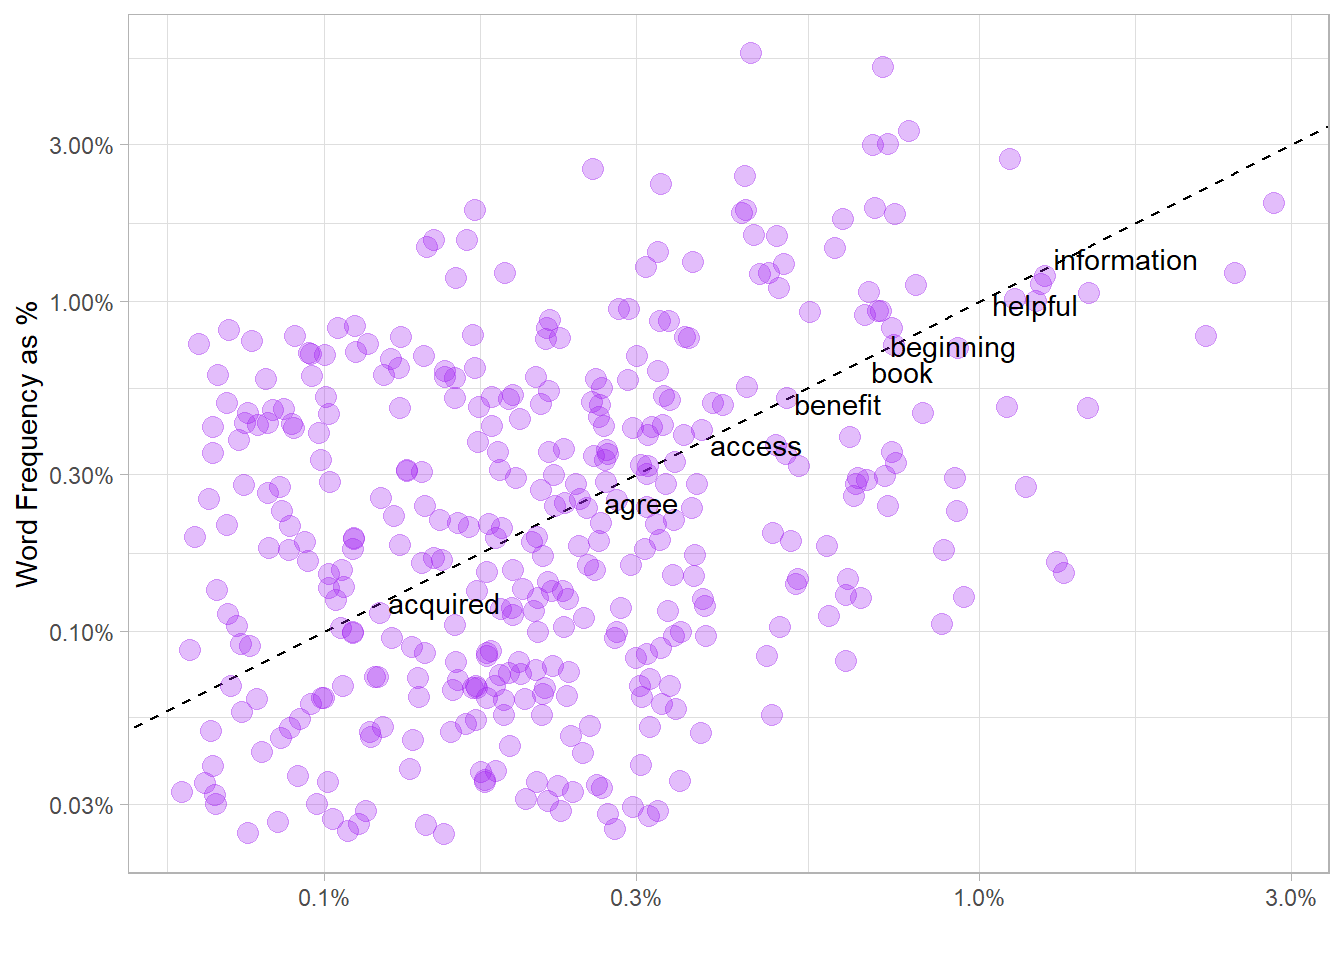 Word Frequency as %
3.00%
1.00%
0.30%
0.10%
0.03%
information
helpful
beginning
book
benefit
access
agree
acquired
0.1%
0.3%
1.0%
3.0%